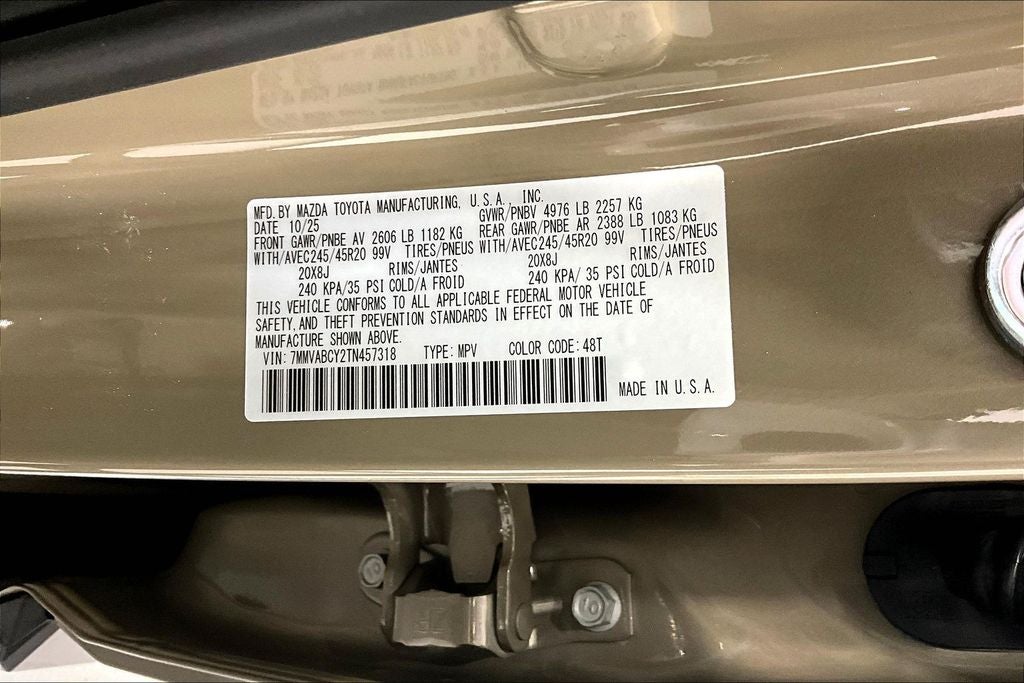 MFD. BY MAZDA TOYOTA MANUFACTURING, U.S.A., INC.
DATE 10/25 GVWR/PNBV 4976 LB 2257 KG
FRONT GAWR/PNBE AV 2606 LB 1182 KG REAR GAWR/PNBE AR 2388 LB 1083 KG
WITH/AVEC245/45R20 99V TIRES/PNEUS WITH/AVEC245/45R20 99V TIRES/PNEUS
20X8J RIMS/JANTES 20X8J RIMS/JANTES
240 KPA/35 PSI COLD/A FROID 240 KPA/ 35 PSI COLD/A FROID
THIS VEHICLE CONFORMS TO ALL APPLICABLE FEDERAL MOTOR VEHICLE
SAFETY, AND THEFT PREVENTION STANDARDS IN EFFECT ON THE DATE OF
MANUFACTURE SHOWN ABOVE.
VIN: 7MMVABCY2TN457318 TYPE: MPV COLOR CODE: 48T
MADE IN U.S.A.